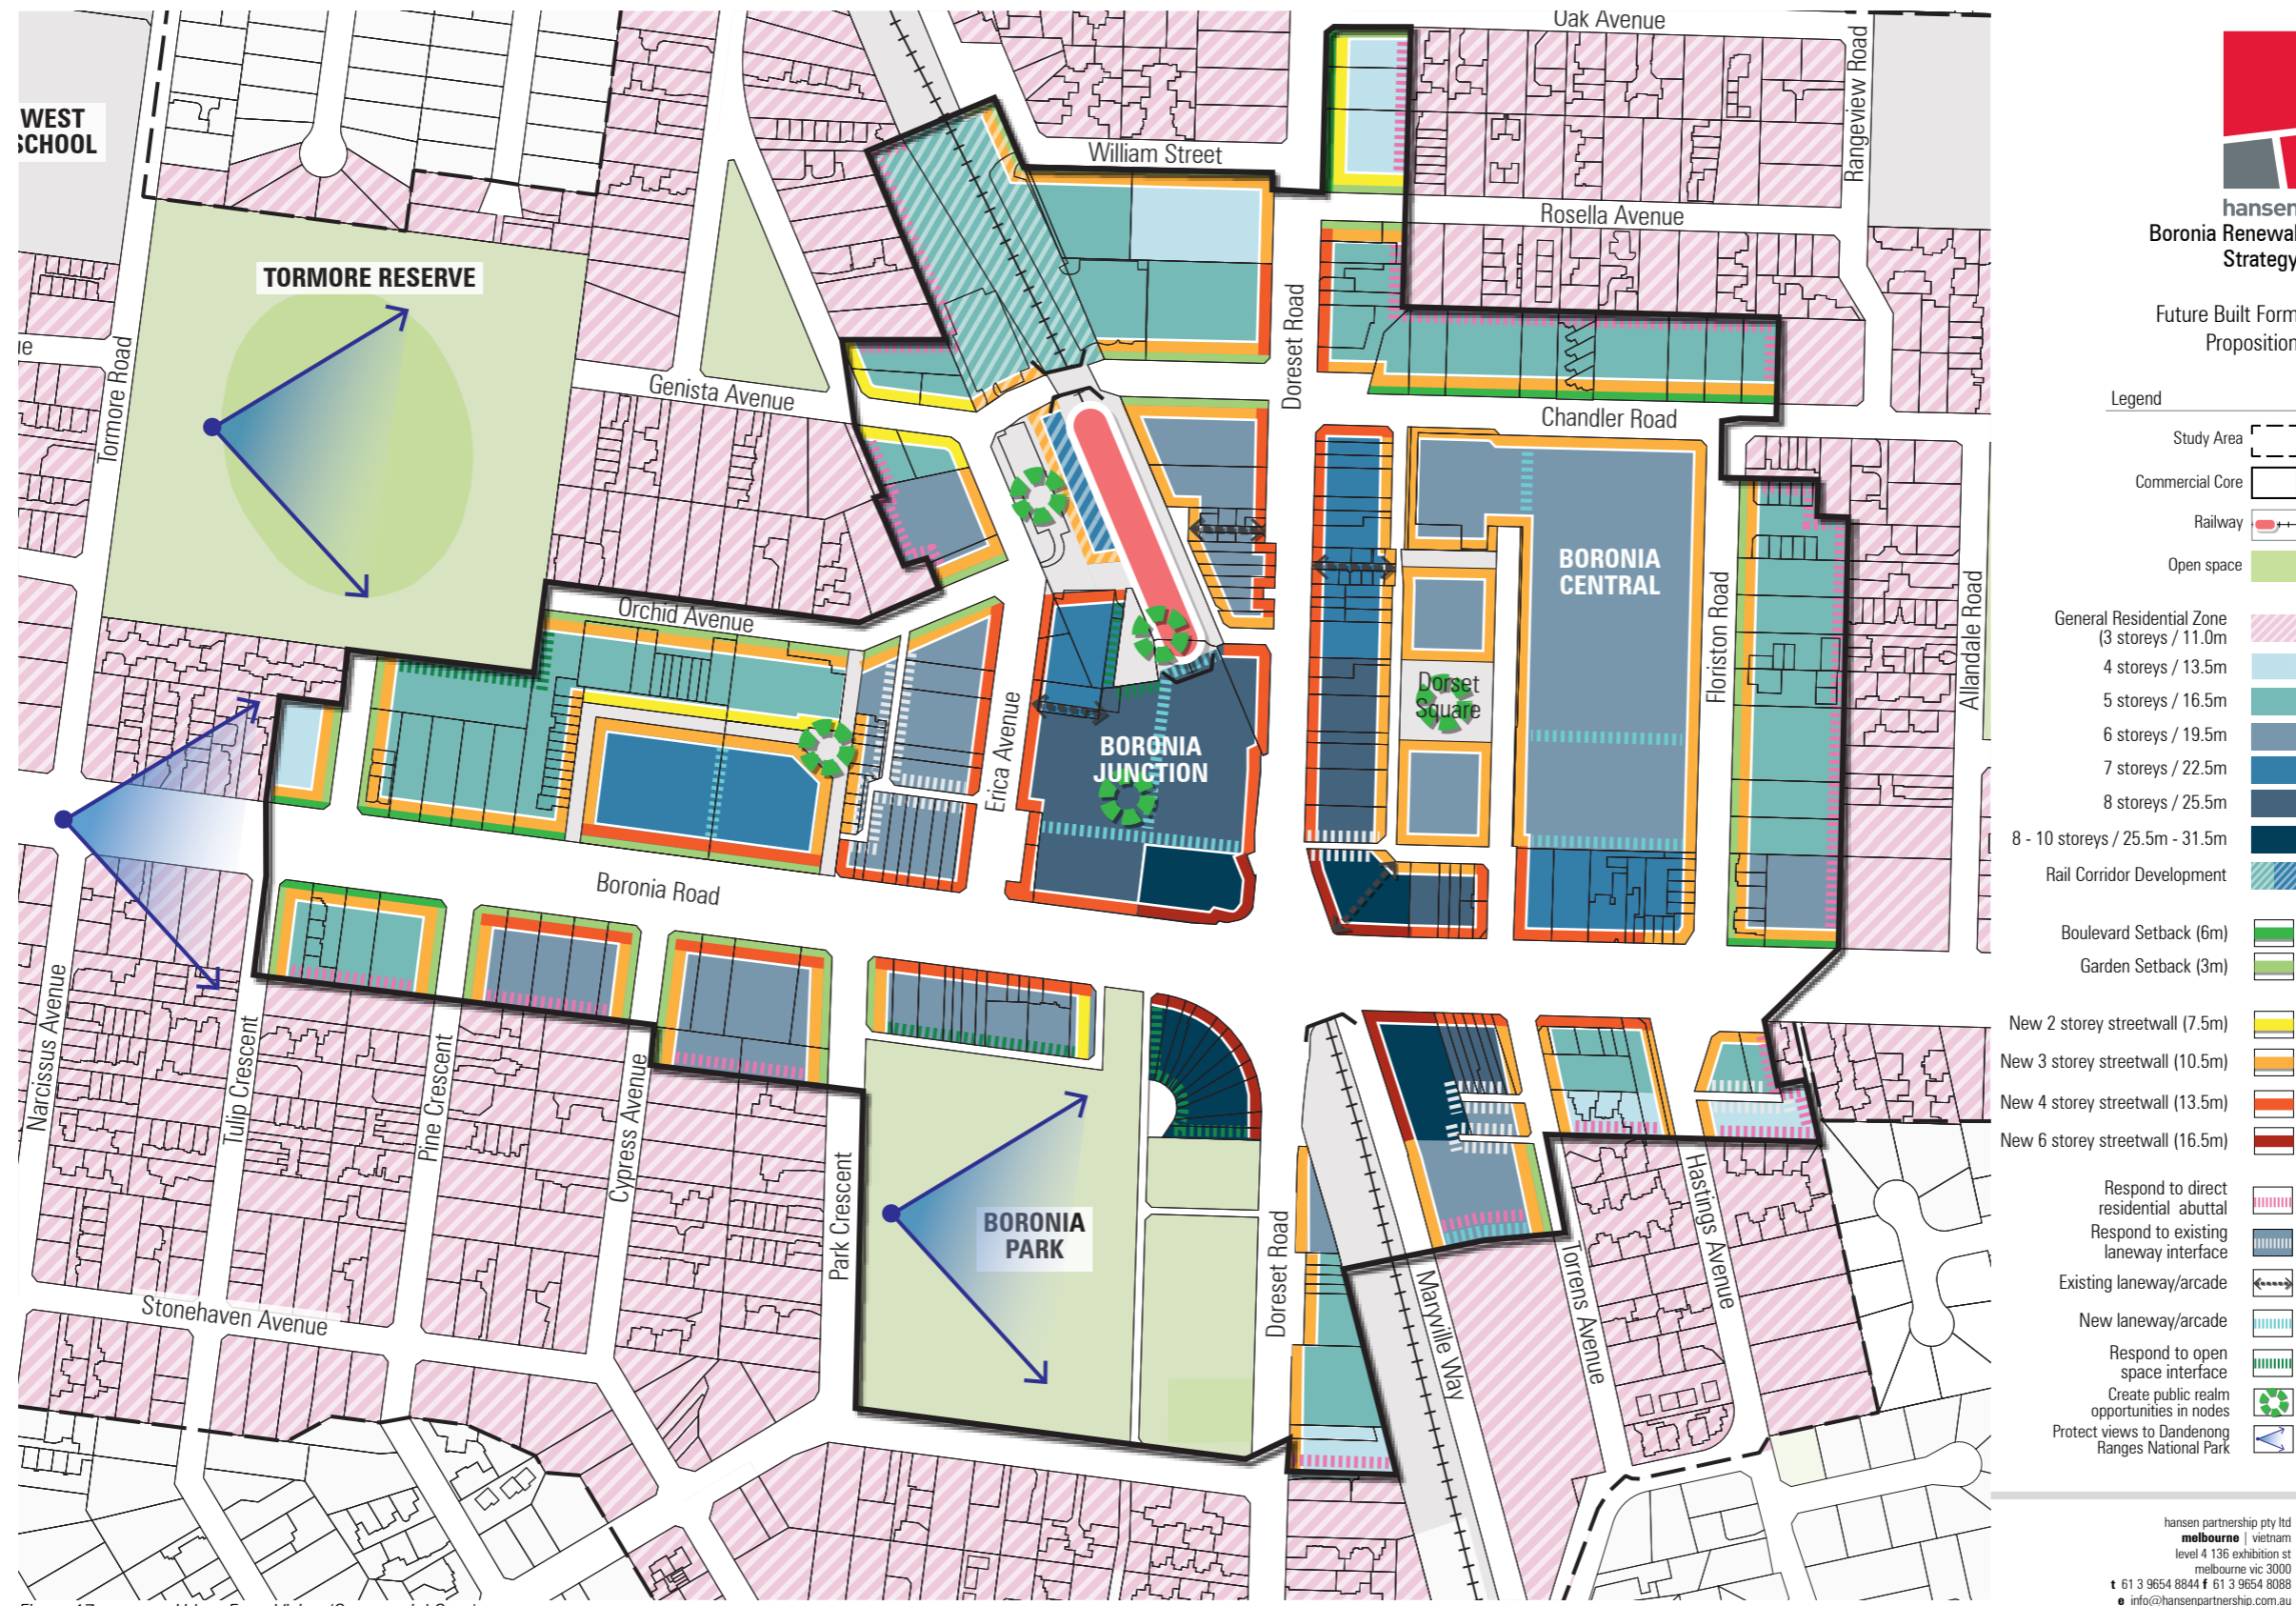 Oak Avenue
WEST
SCHOOL
William Street
Rangeview Road
Rosella Avenue
TORMORE RESERVE
Doreset Road
Tormore Road
Genista Avenue
Chandler Road
BORONIA
CENTRAL
Orchid Avenue
Floriston Road
Allandale Road
Erica Avenue
Dorset
Square
BORONIA
JUNCTION
Boronia Road
Narcissus Avenue
Tulip Crescent
Pine Crescent
Cypress Avenue
Park Crescent
BORONIA
PARK
Doreset Road
Maryville Way
Torrens Avenue
Hastings Avenue
Stonehaven Avenue
hansen
Boronia Renewal
Strategy
Future Built Form
Proposition
Legend
Study Area
Commercial Core
Railway
Open space
General Residential Zone
(3 storeys / 11.0m
4 storeys / 13.5m
5 storeys / 16.5m
6 storeys / 19.5m
7 storeys / 22.5m
8 storeys / 25.5m
8 - 10 storeys / 25.5m - 31.5m
Rail Corridor Development
Boulevard Setback (6m)
Garden Setback (3m)
New 2 storey streetwall (7.5m)
New 3 storey streetwall (10.5m)
New 4 storey streetwall (13.5m)
New 6 storey streetwall (16.5m)
Respond to direct
residential abuttal
Respond to existing
laneway interface
Existing laneway/arcade
New laneway/arcade
Respond to open
space interface
Create public realm
opportunities in nodes
Protect views to Dandenong
Ranges National Park
hansen partnership pty ltd
melbourne | vietnam
level 4 136 exhibition st
melbourne vic 3000
t 61 3 9654 8844 f 61 3 9654 8088
e info@hansenpartnership.com.au